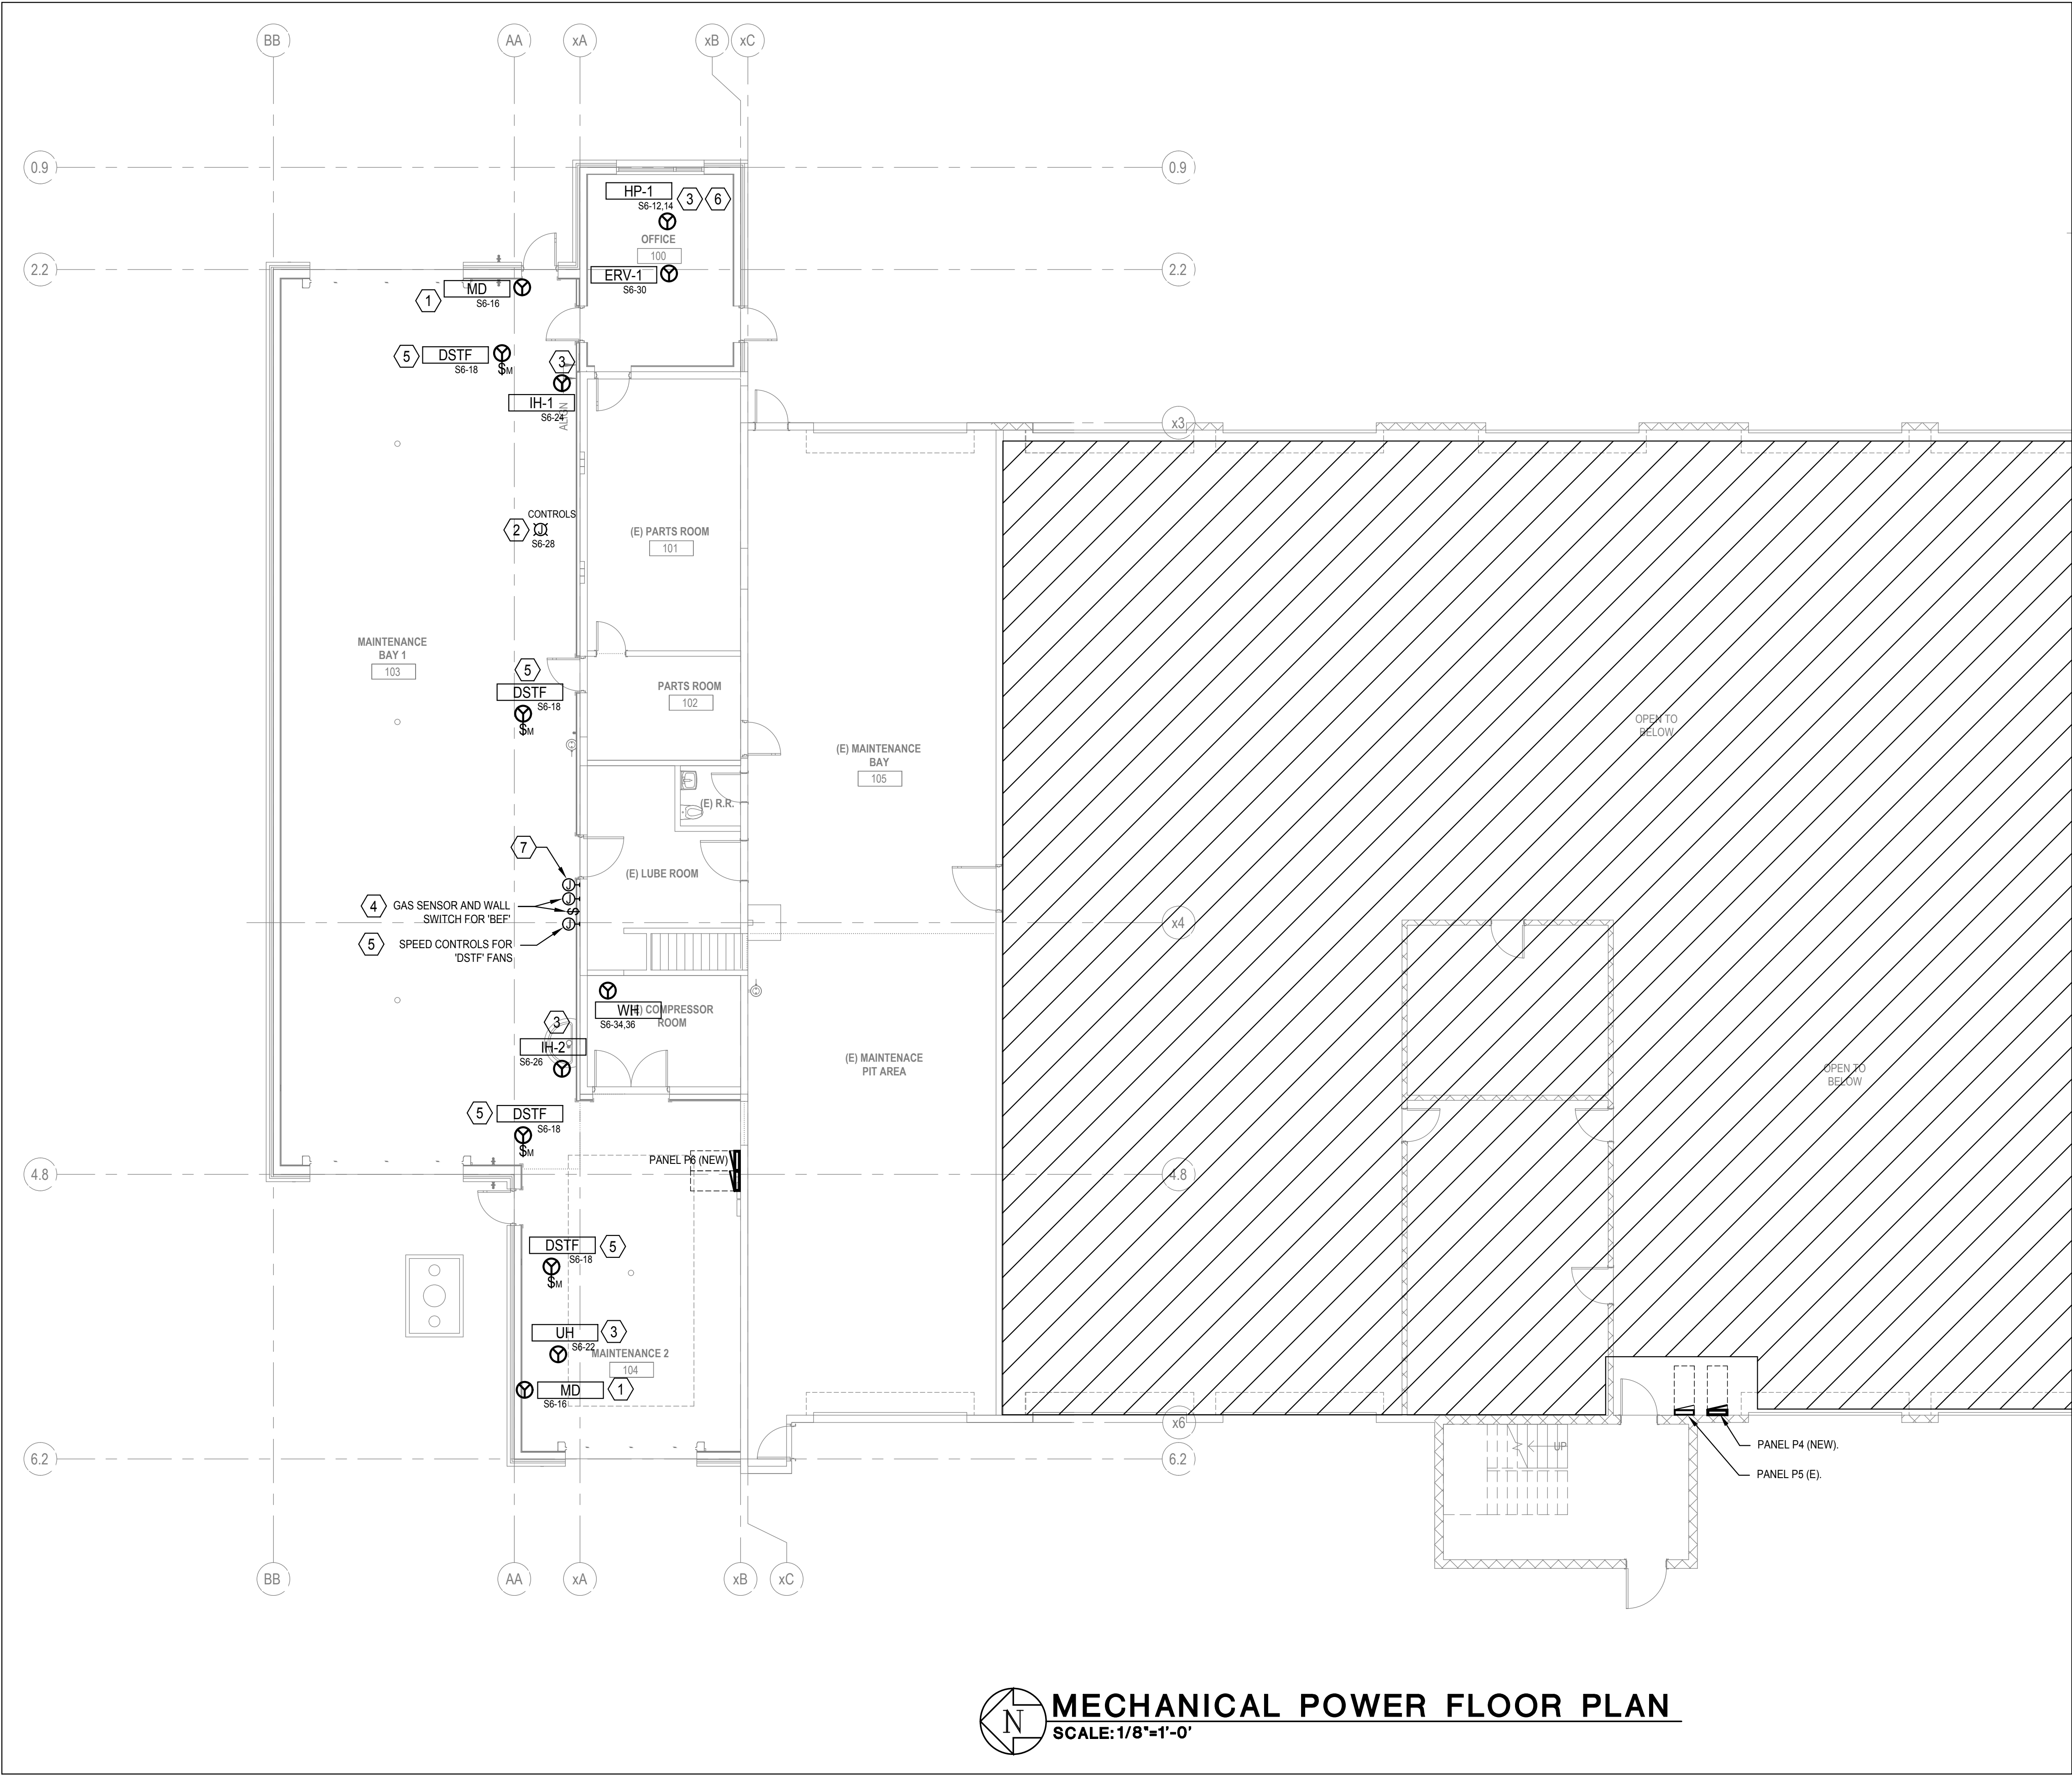 BB
AA
xA
xB
xC
0.9
0.9
HP-1
S6-12,14
3
6
OFFICE
100
2.2
2.2
ERV-1
S6-30
MD
S6-16
1
5
DSTF
S6-18
$M
3
IH-1
S6-24
ALIGN
x3
CONTROLS
2
J
S6-28
(E) PARTS ROOM
101
MAINTENANCE
BAY 1
103
5
DSTF
S6-18
$M
PARTS ROOM
102
OPEN TO
BELOW
(E) MAINTENANCE
BAY
105
(E) R.R.
7
(E) LUBE ROOM
J
J
$
J
4
GAS SENSOR AND WALL
SWITCH FOR 'BEF'
x4
5
SPEED CONTROLS FOR
'DSTF' FANS
WH
(E) COMPRESSOR
ROOM
S6-34,36
3
IH-2
S6-26
(E) MAINTENACE
PIT AREA
OPEN TO
BELOW
5
DSTF
S6-18
$M
PANEL P6 (NEW)
4.8
4.8
DSTF
5
S6-18
$M
UH
3
S6-22
MAINTENANCE 2
104
MD
1
S6-16
x6
6.2
6.2
UP
PANEL P4 (NEW).
PANEL P5 (E).
BB
AA
xA
xB
xC
N
MECHANICAL POWER FLOOR PLAN
SCALE: 1/8"=1'-0'